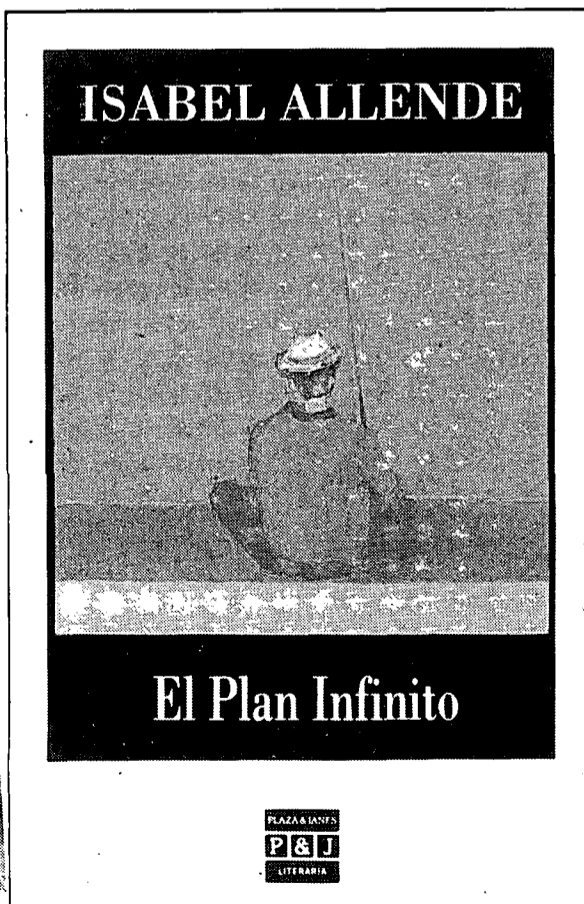 ISABEL ALLENDE
El Plan Infinito
PLAZA & JANES
P & J
LITERARIA